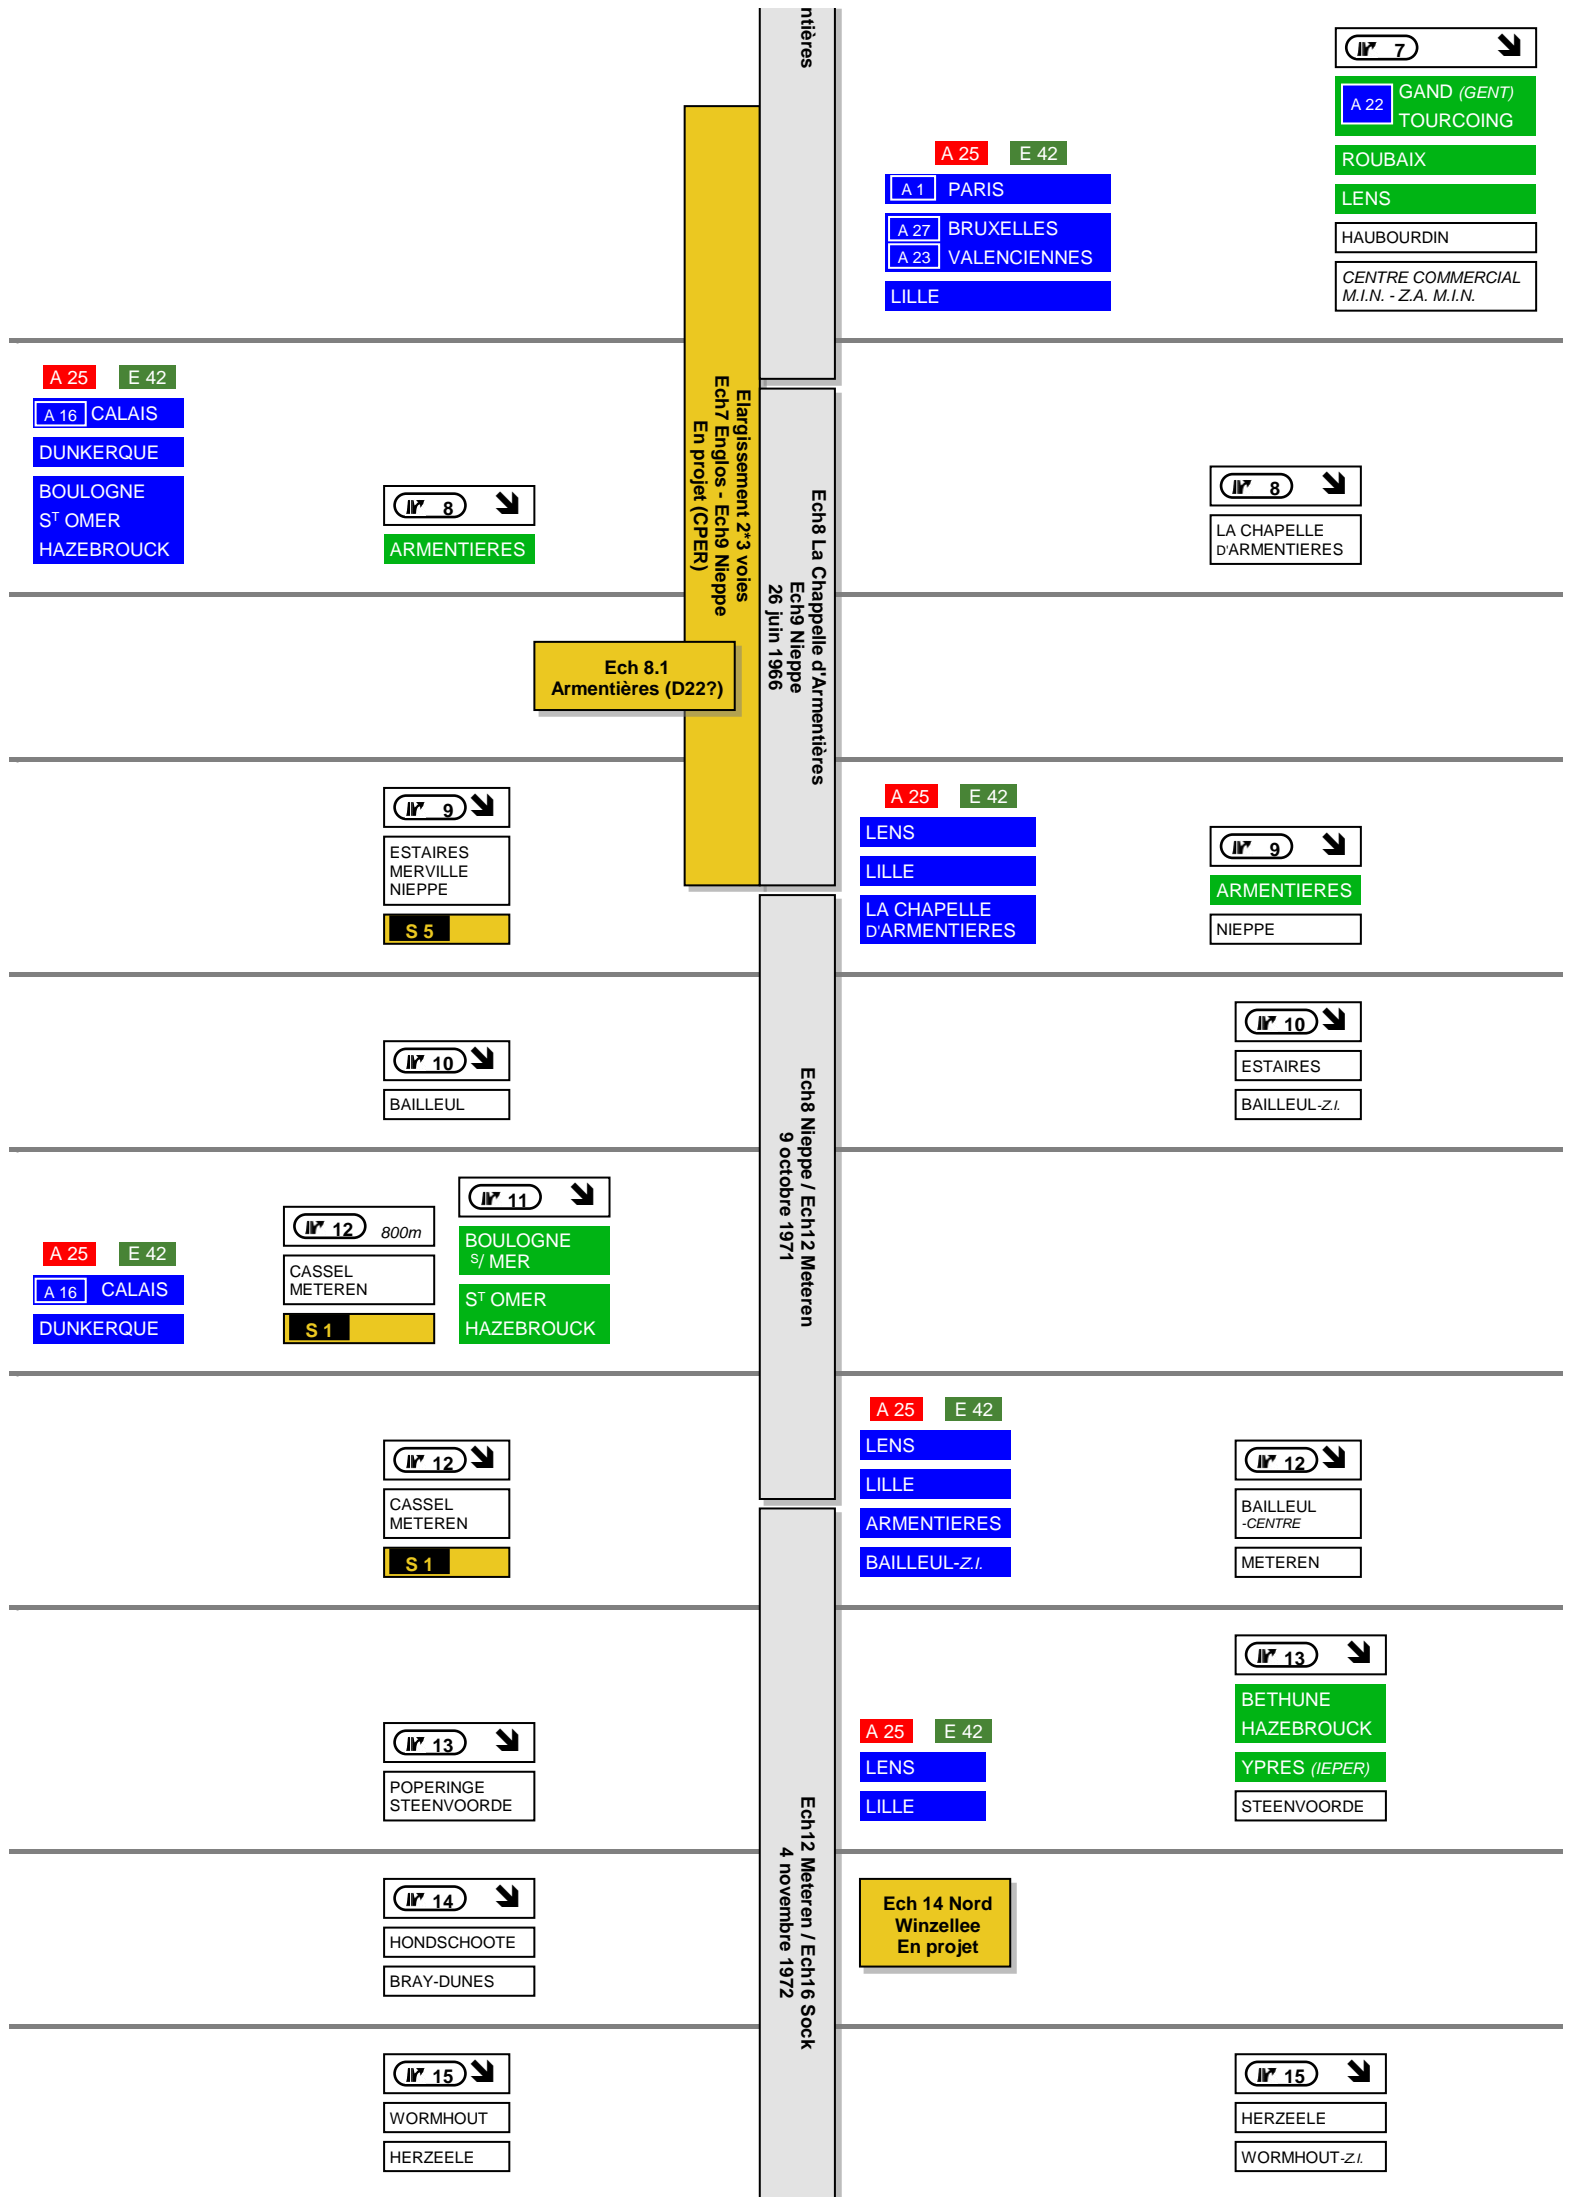 ntières
7
A 22
GAND (GENT)
TOURCOING
ROUBAIX
LENS
HAUBOURDIN
CENTRE COMMERCIAL
M.I.N. - Z.A. M.I.N.
A 25
E 42
A 1
PARIS
A 27
BRUXELLES
A 23
VALENCIENNES
LILLE
Elargissement 2*3 voies
Ech7 Englos - Ech9 Nieppe
En projet (CPER)
A 25
E 42
A 16
CALAIS
DUNKERQUE
BOULOGNE
ST OMER
HAZEBROUCK
8
ARMENTIERES
Ech8 La Chappelle d'Armentières
Ech9 Nieppe
26 juin 1966
8
LA CHAPELLE
D'ARMENTIERES
Ech 8.1
Armentières (D22?)
9
ESTAIRES
MERVILLE
NIEPPE
S 5
A 25
E 42
LENS
LILLE
LA CHAPELLE
D'ARMENTIERES
9
ARMENTIERES
NIEPPE
10
BAILLEUL
Ech8 Nieppe / Ech12 Meteren
9 octobre 1971
10
ESTAIRES
BAILLEUL-Z.I.
A 25
E 42
A 16
CALAIS
DUNKERQUE
12
800m
CASSEL
METEREN
S 1
11
BOULOGNE
S/ MER
ST OMER
HAZEBROUCK
12
CASSEL
METEREN
S 1
A 25
E 42
LENS
LILLE
ARMENTIERES
BAILLEUL-Z.I.
12
BAILLEUL
-CENTRE
METEREN
13
POPERINGE
STEENVOORDE
Ech12 Meteren / Ech16 Sock
4 novembre 1972
A 25
E 42
LENS
LILLE
13
BETHUNE
HAZEBROUCK
YPRES (IEPER)
STEENVOORDE
14
HONDSCHOOTE
BRAY-DUNES
Ech 14 Nord
Winzellee
En projet
15
WORMHOUT
HERZEELE
15
HERZEELE
WORMHOUT-Z.I.